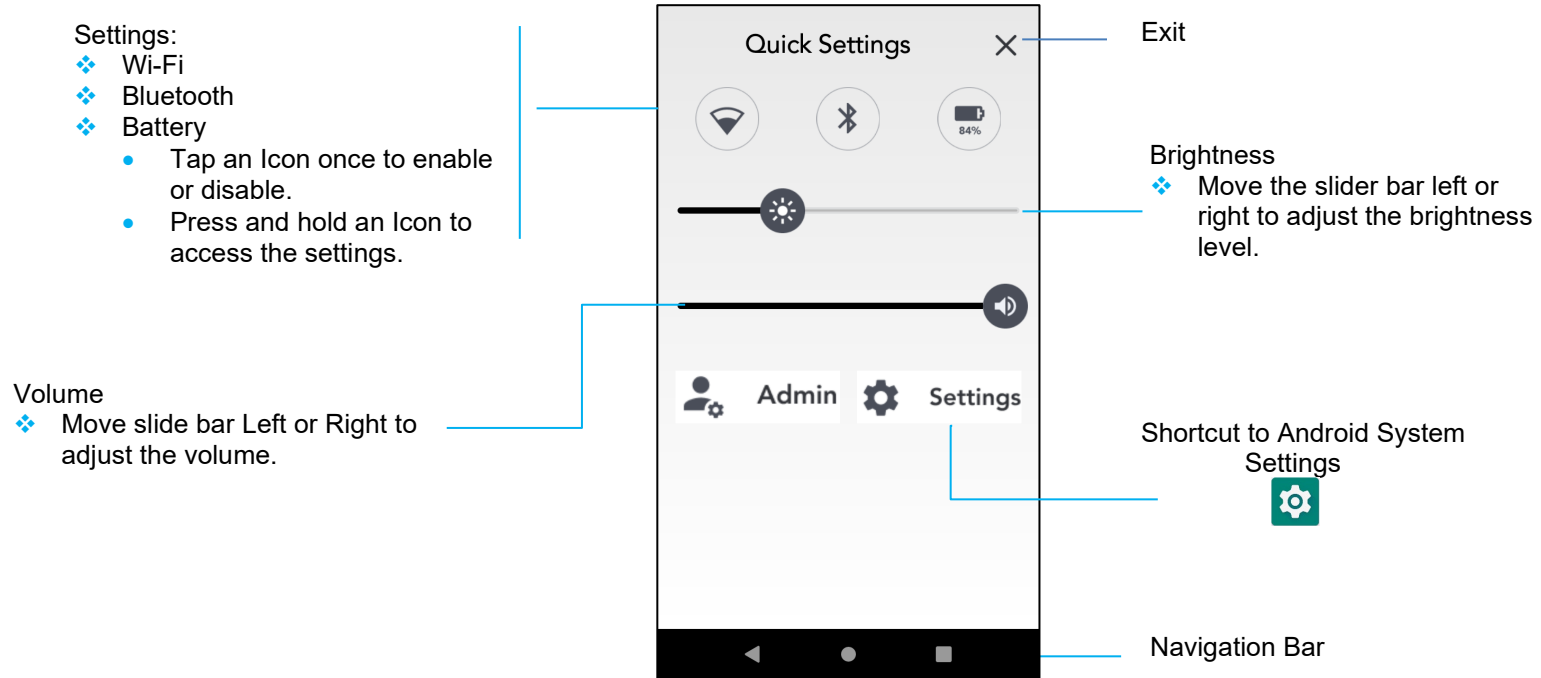 Settings:
Wi-Fi
Bluetooth
Battery
Tap an Icon once to enable
or disable.
Press and hold an Icon to
access the settings.
Volume
Move slide bar Left or Right to
adjust the volume.
Quick Settings
84%
Admin
Settings
Exit
Brightness
Move the slider bar left or
right to adjust the brightness
level.
Shortcut to Android System
Settings
Navigation Bar